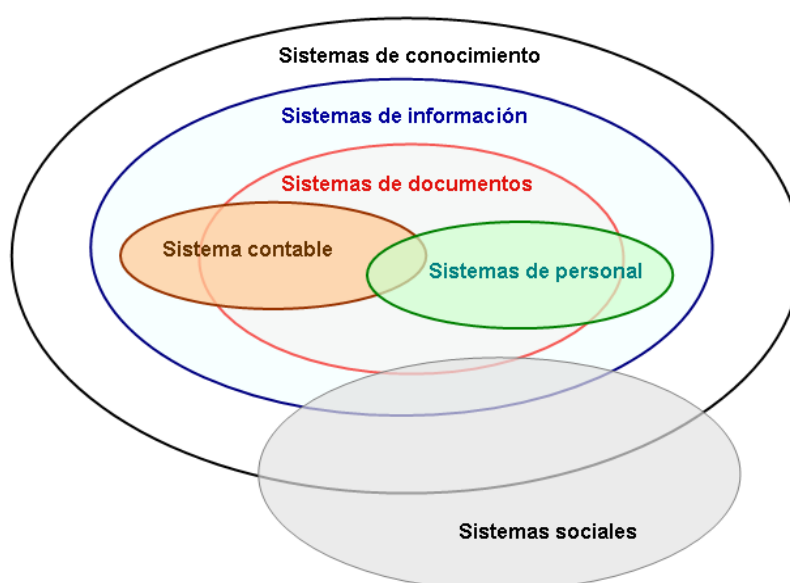 Sistemas de conocimiento
Sistemas de información
Sistemas de documentos
Sistema contable
Sistemas de personal
Sistemas sociales